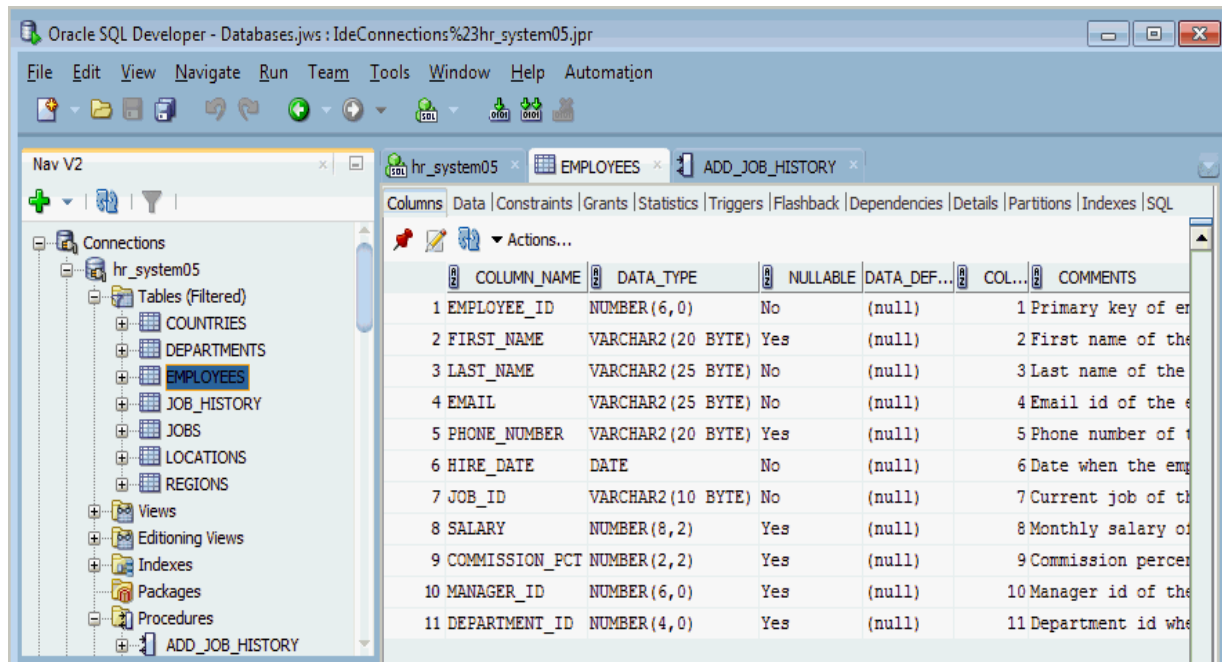 Oracle SQL Developer - Databases.jws : IdeConnections%23hr_system05.jpr
File Edit View Navigate Run Team Tools Window Help Automation
Nav V2
hr_system05 EMPLOYEES ADD_JOB_HISTORY
Columns Data |Constraints |Grants |Statistics |Triggers |Flashback |Dependencies |Details |Partitions |Indexes |SQL
Actions...
Connections
hr_system05
Tables (Filtered)
COUNTRIES
DEPARTMENTS
EMPLOYEES
JOB_HISTORY
JOBS
LOCATIONS
REGIONS
Views
Editioning Views
Indexes
Packages
Procedures
ADD_JOB_HISTORY
COLUMN_NAME DATA_TYPE NULLABLE DATA_DEF... COL... COMMENTS
1 EMPLOYEE_ID NUMBER(6,0) No (null) 1 Primary key of
2 FIRST_NAME VARCHAR2(20 BYTE) Yes (null) 2 First name of the
3 LAST_NAME VARCHAR2(25 BYTE) No (null) 3 Last name of the
4 EMAIL VARCHAR2(25 BYTE) No (null) 4 Email id of the
5 PHONE_NUMBER VARCHAR2(20 BYTE) Yes (null) 5 Phone number of
6 HIRE_DATE DATE No (null) 6 Date when the
7 JOB_ID VARCHAR2(10 BYTE) No (null) 7 Current job of
8 SALARY NUMBER(8,2) Yes (null) 8 Monthly salary
9 COMMISSION_PCT NUMBER(2,2) Yes (null) 9 Commission
10 MANAGER_ID NUMBER(6,0) Yes (null) 10 Manager id of the
11 DEPARTMENT_ID NUMBER(4,0) Yes (null) 11 Department id